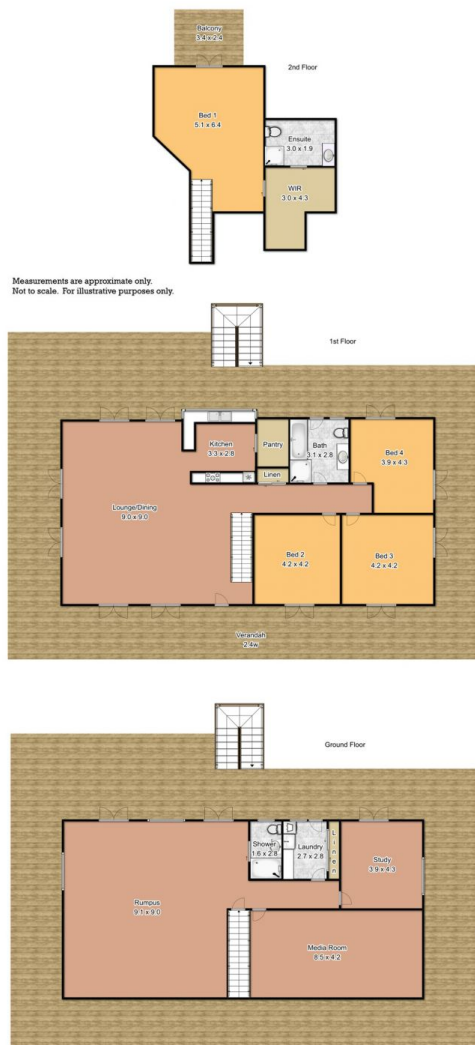 Balcony
3.4 x 2.4
2nd Floor
Bed 1
5.1 x 6.4
Ensuite
3.0 x 1.9
WIR
3.0 x 4.3
Measurements are approximate only.
Not to scale. For illustrative purposes only.
1st Floor
Kitchen
3.3 x 2.8
Pantry
Bath
3.1 x 2.8
Bed 4
3.9 x 4.3
Linen
Lounge/Dining
9.0 x 9.0
Bed 2
4.2 x 4.2
Bed 3
4.2 x 4.2
Verandah
2.4w
Ground Floor
Shower
1.6 x 2.8
Laundry
2.7 x 2.8
Linen
Study
3.9 x 4.3
Rumpus
9.1 x 9.0
Media Room
8.5 x 4.2